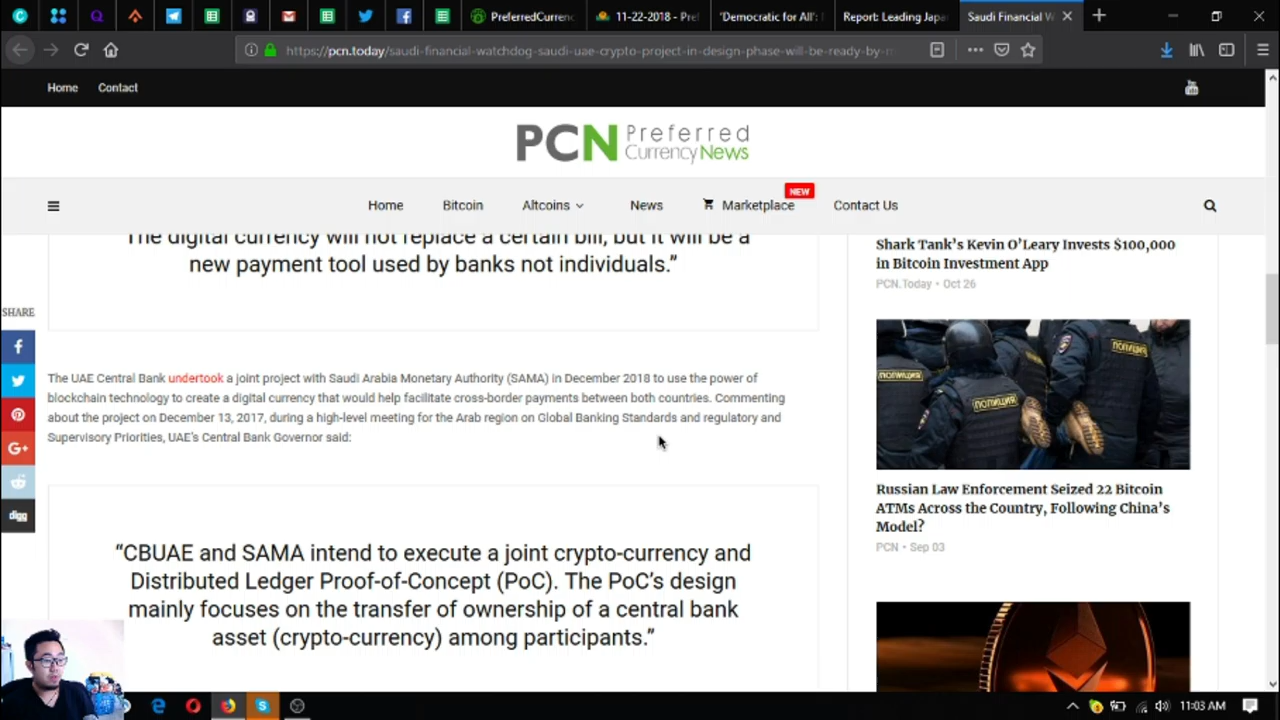 PreferredCurrenc
11-22-2018 - Pref
'Democratic for All':
Report: Leading Japa
Saudi Financial W
https://pcn.today/saudi-financial-watchdog-saudi-uae-crypto-project-in-design-phase-will-be-ready-by-m
Home
Contact
PCN Preferred
CurrencyNews
NEW
Home
Bitcoin
Altcoins
News
Marketplace
Contact Us
The digital currency will not replace a certain bill, but it will be a
new payment tool used by banks not individuals.”
SHARE
The UAE Central Bank undertook a joint project with Saudi Arabia Monetary Authority (SAMA) in December 2018 to use the power of
blockchain technology to create a digital currency that would help facilitate cross-border payments between both countries. Commenting
about the project on December 13, 2017, during a high-level meeting for the Arab region on Global Banking Standards and regulatory and
Supervisory Priorities, UAE's Central Bank Governor said:
digg
“CBUAE and SAMA intend to execute a joint crypto-currency and
Distributed Ledger Proof-of-Concept (PoC). The PoC’s design
mainly focuses on the transfer of ownership of a central bank
asset (crypto-currency) among participants.”
Shark Tank’s Kevin O’Leary Invests $100,000
in Bitcoin Investment App
PCN.Today • Oct 26
ПОЛИЦИЯ
ПОЛИЦИЯ
ПОЛИЦИЯ
Russian Law Enforcement Seized 22 Bitcoin
ATMs Across the Country, Following China’s
Model?
PCN • Sep 03
11:03 AM